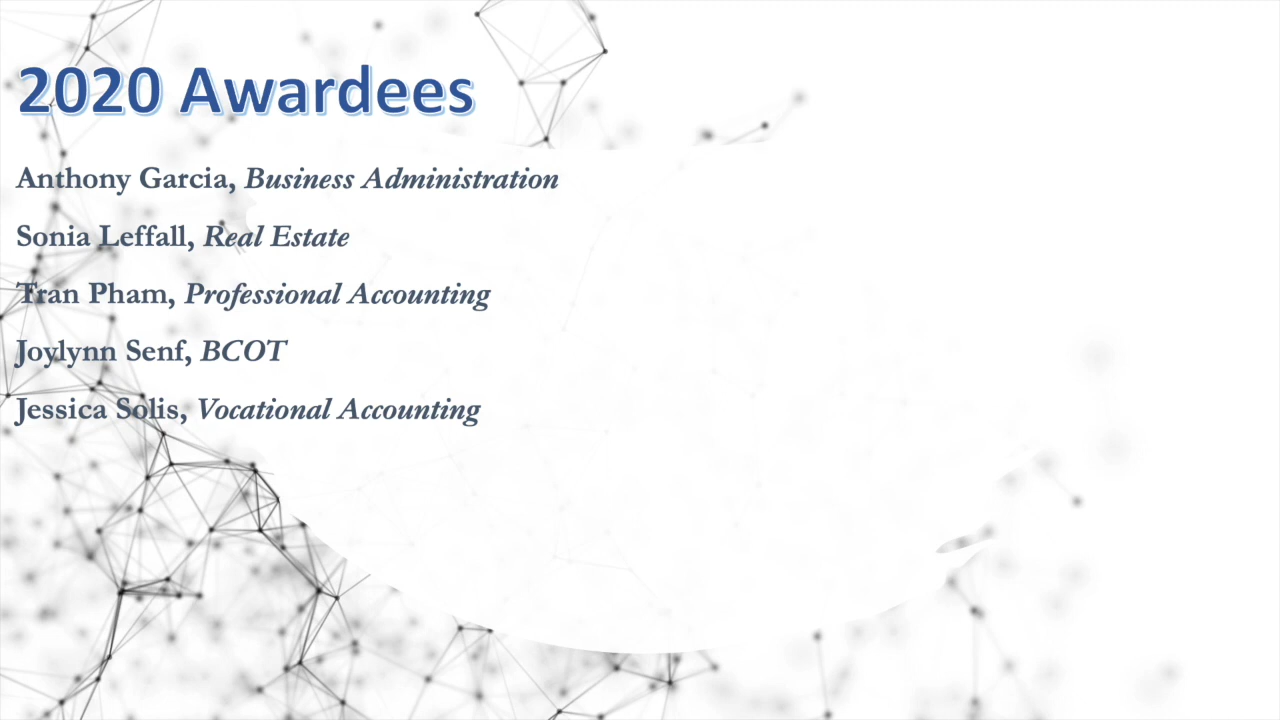 2020 Awardees
Anthony Garcia, Business Administration
Sonia Leffall, Real Estate
Tran Pham, Professional Accounting
Joylynn Senf, BCOT
Jessica Solis, Vocational Accounting